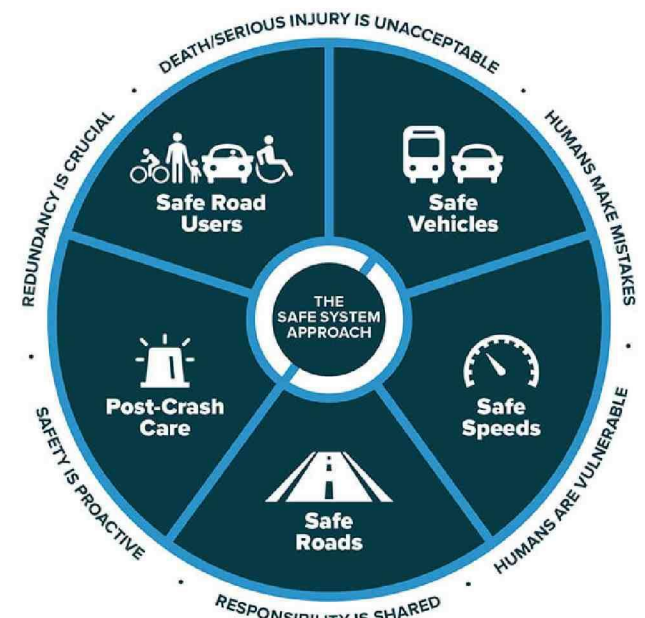 DEATH/SERIOUS INJURY IS UNACCEPTABLE
HUMANS MAKE MISTAKES
HUMANS ARE VULNERABLE
RESPONSIBILITY IS SHARED
SAFETY IS PROACTIVE
REDUNDANCY IS CRUCIAL
Safe Road
Users
Safe
Vehicles
Safe
Speeds
Safe
Roads
Post-Crash
Care
THE
SAFE SYSTEM
APPROACH